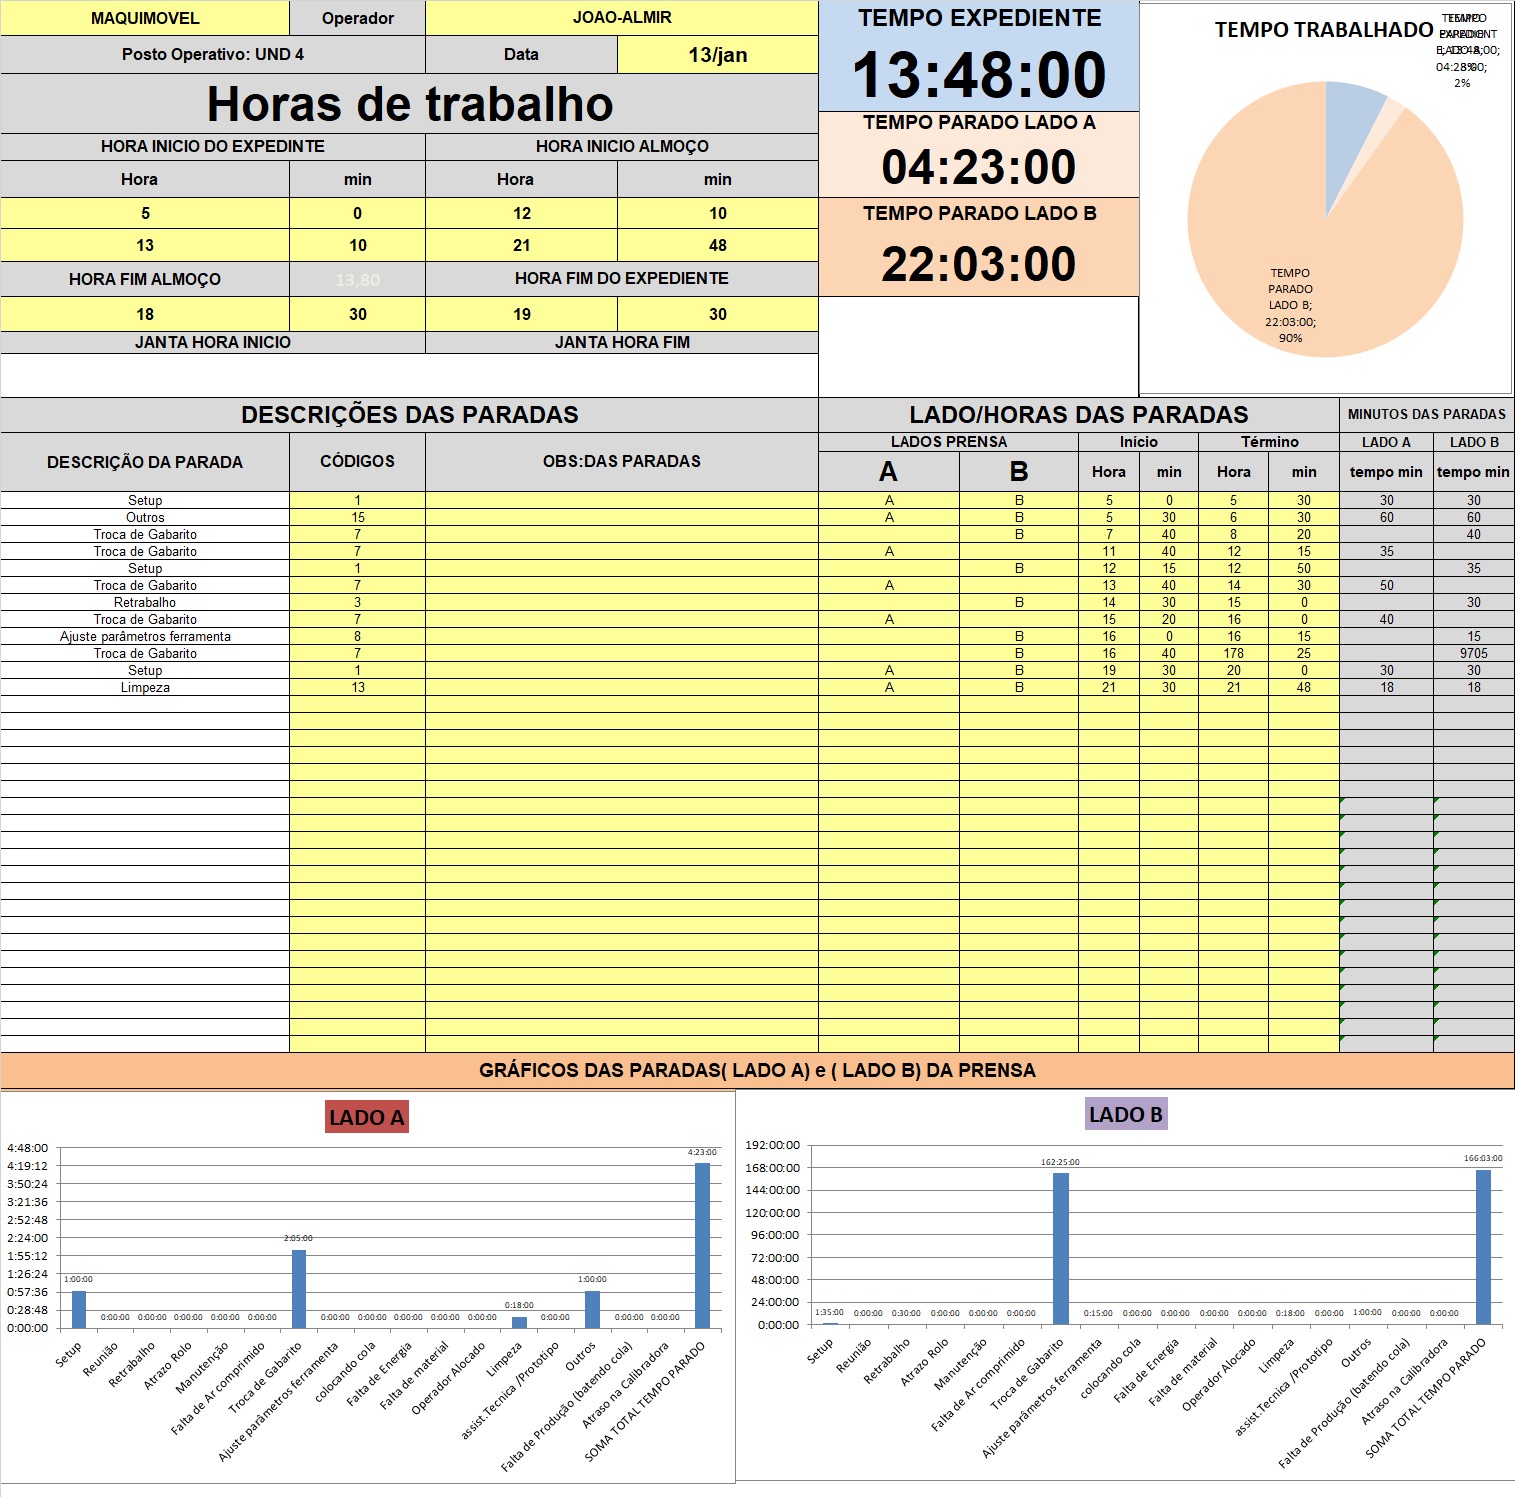 MAQUIMOVEL Operador JOAO-ALMIR
Posto Operativo: UND 4 Data 13/jan
Horas de trabalho
HORA INICIO DO EXPEDINTE HORA INICIO ALMOÇO
Hora min Hora min
5 0 12 10
13 10 21 48
HORA FIM ALMOÇO 13,80 HORA FIM DO EXPEDIENTE
18 30 19 30
JANTA HORA INICIO JANTA HORA FIM
TEMPO EXPEDIENTE
13:48:00
TEMPO PARADO LADO A
04:23:00
TEMPO PARADO LADO B
22:03:00
TEMPO TRABALHADO
2%
TEMPO
PARADO
LADO B;
22:03:00;
90%
DESCRIÇÕES DAS PARADAS LADO/HORAS DAS PARADAS MINUTOS DAS PARADAS
LADOS PRENSA Início Término LADO A LADO B
DESCRIÇÃO DA PARADA CÓDIGOS OBS:DAS PARADAS A B Hora min Hora min tempo min tempo min
Setup 1 A B 5 0 5 30 30 30
Outros 15 A B 5 30 6 30 60 60
Troca de Gabarito 7 B 7 40 8 20 40
Troca de Gabarito 7 A 11 40 12 15 35
Setup 1 B 12 15 12 50 35
Troca de Gabarito 7 A 13 40 14 30 50
Retrabalho 3 B 14 30 15 0 30
Troca de Gabarito 7 A 15 20 16 0 40
Ajuste parâmetros ferramenta 8 B 16 0 16 15 15
Troca de Gabarito 7 B 16 40 178 25 9705
Setup 1 A B 19 30 20 0 30 30
Limpeza 13 A B 21 30 21 48 18 18
GRÁFICOS DAS PARADAS( LADO A) e ( LADO B) DA PRENSA
LADO A
4:48:00
4:19:12
3:50:24
3:21:36
2:52:48
2:24:00
1:55:12
1:26:24
0:57:36
0:28:48
0:00:00
1:00:00 0:00:00 0:00:00 0:00:00 0:00:00 0:00:00 2:05:00 0:00:00 0:00:00 0:00:00 0:00:00 0:00:00 0:18:00 0:00:00 1:00:00 0:00:00 0:00:00 4:23:00
Setup
Reunião
Retrabalho
Atrazo Rolo
Manutenção
Falta de Ar comprimido
Troca de Gabarito
Ajuste parâmetros ferramenta
colocando cola
Falta de Energia
Falta de material
Operador Alocado
Limpeza
assist.Tecnica /Prototipo
Outros
Falta de Produção (batendo cola)
Atraso na Calibradora
SOMA TOTAL TEMPO PARADO
LADO B
192:00:00
168:00:00
144:00:00
120:00:00
96:00:00
72:00:00
48:00:00
24:00:00
0:00:00
1:35:00 0:00:00 0:30:00 0:00:00 0:00:00 0:00:00 162:25:00 0:15:00 0:00:00 0:00:00 0:00:00 0:00:00 0:18:00 0:00:00 1:00:00 0:00:00 0:00:00 166:03:00
Setup
Reunião
Retrabalho
Atrazo Rolo
Manutenção
Falta de Ar comprimido
Troca de Gabarito
Ajuste parâmetros ferramenta
colocando cola
Falta de Energia
Falta de material
Operador Alocado
Limpeza
assist.Tecnica /Prototipo
Outros
Falta de Produção (batendo cola)
Atraso na Calibradora
SOMA TOTAL TEMPO PARADO